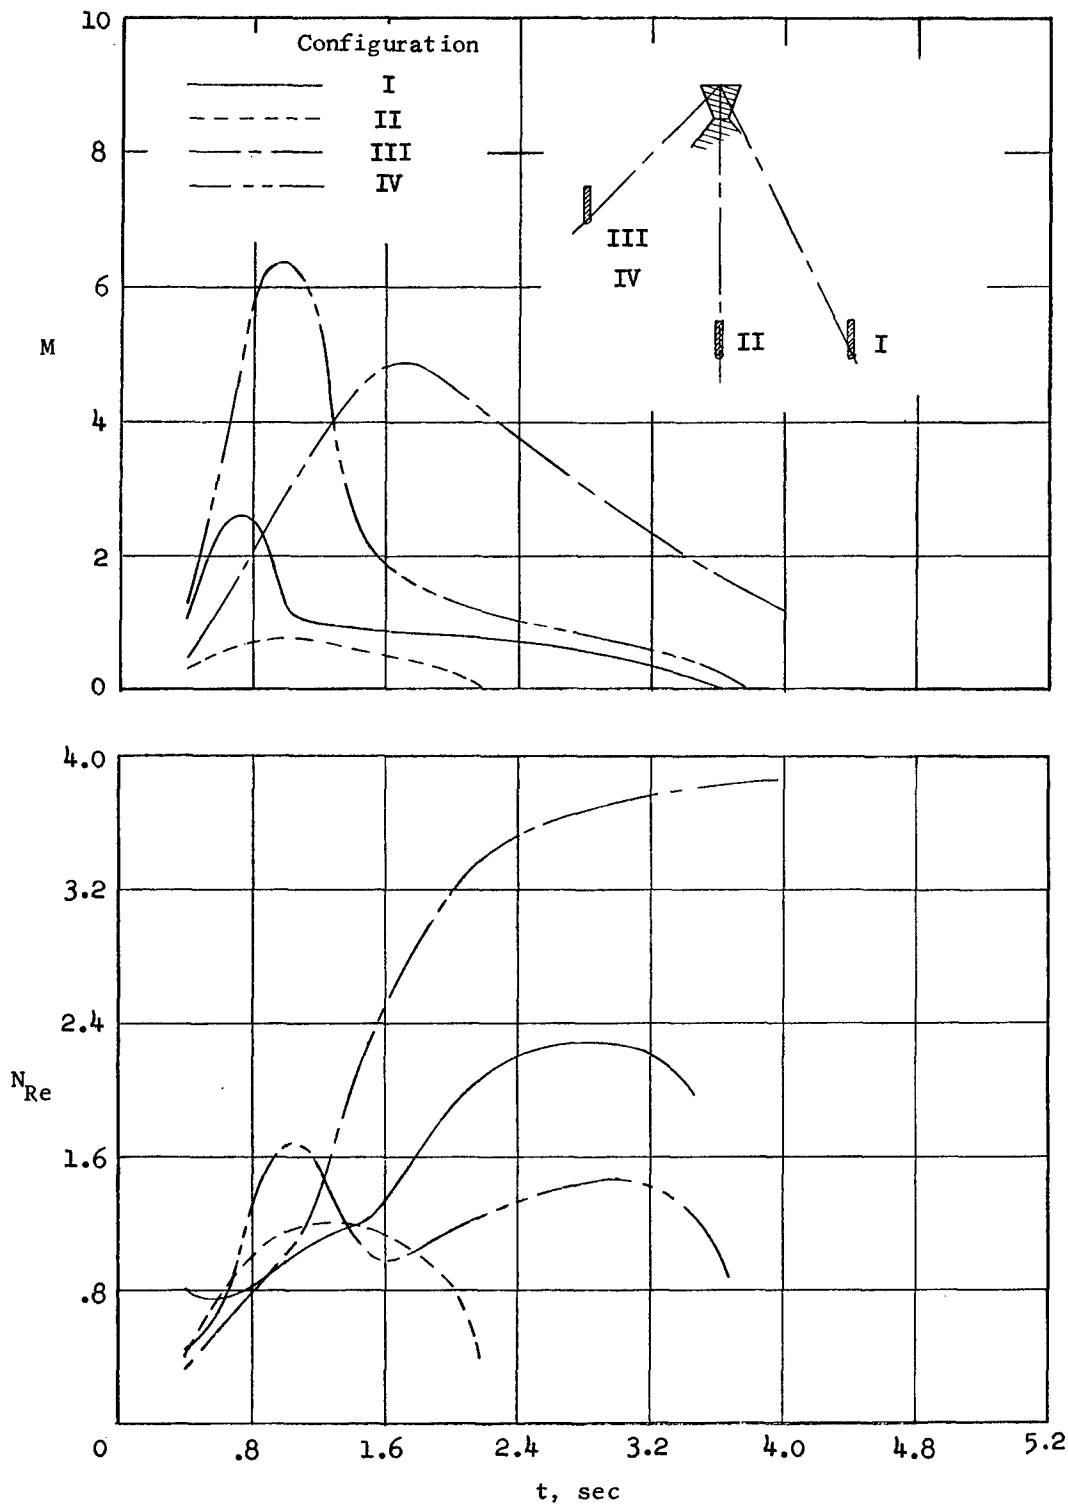 10
Configuration
I
II
III
IV
8
III
IV
II
I
6
M
4
2
0
4.0
3.2
2.4
N_Re
1.6
.8
0 .8 1.6 2.4 3.2 4.0 4.8 5.2
t, sec